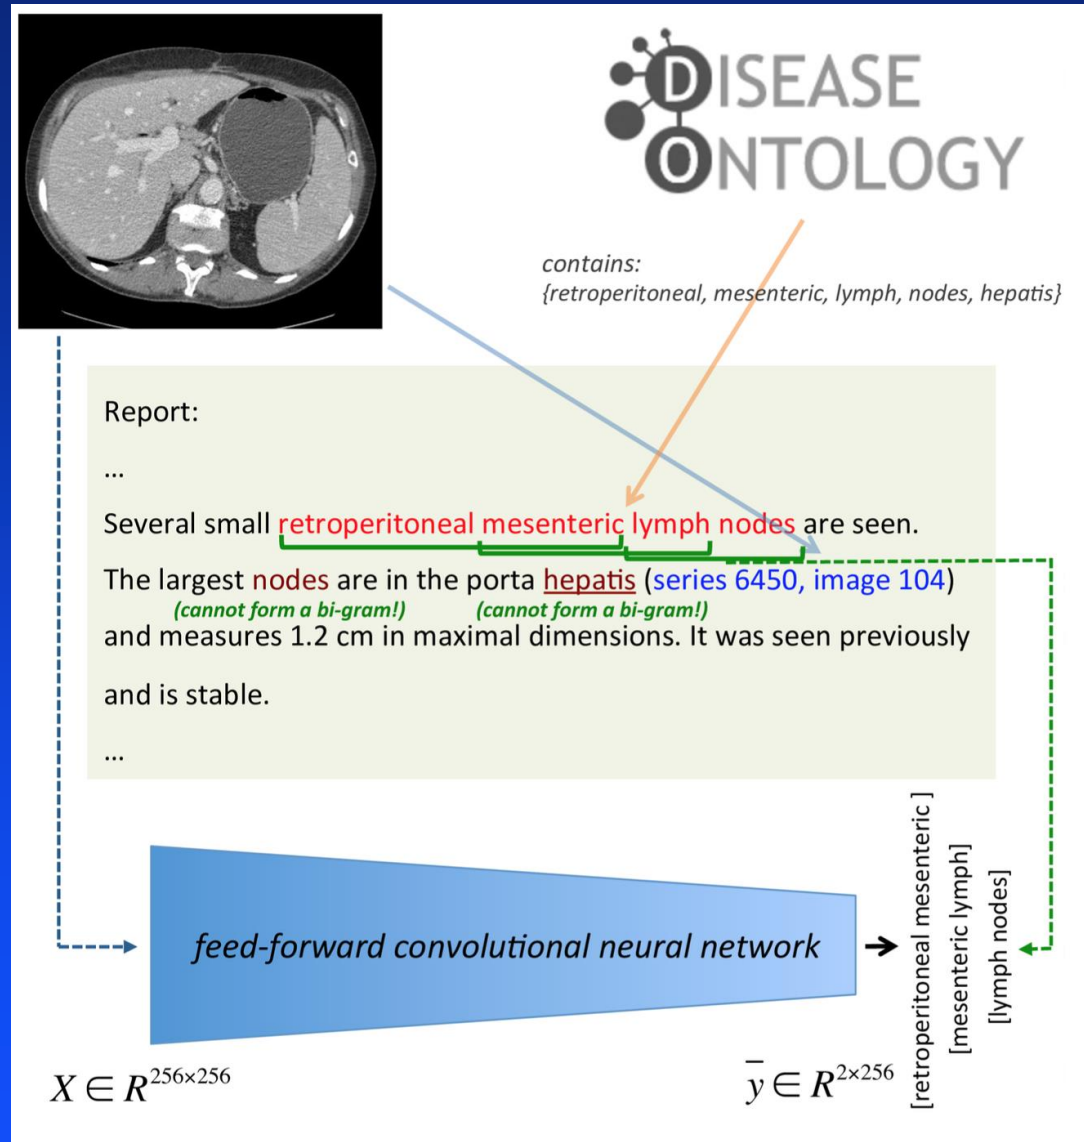 DISEASE
ONTOLOGY
contains:
{retroperitoneal, mesenteric, lymph, nodes, hepatis}
Report:
...
Several small retroperitoneal mesenteric lymph nodes are seen.
The largest nodes are in the porta hepatis (series 6450, image 104)
(cannot form a bi-gram!) (cannot form a bi-gram!)
and measures 1.2 cm in maximal dimensions. It was seen previously
and is stable.
...
feed-forward convolutional neural network
[retroperitoneal mesenteric ]
[mesenteric lymph]
[lymph nodes]
X ∈ R^{256×256}
y̅ ∈ R^{2×256}